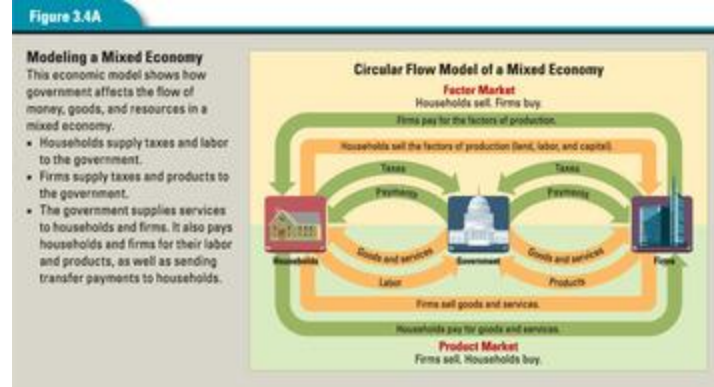 Figure 3.4A
Modeling a Mixed Economy
This economic model shows how
government affects the flow of
money, goods, and resources in a
mixed economy.
• Households supply taxes and labor
to the government.
• Firms supply taxes and products to
the government.
• The government supplies services
to households and firms. It also pays
households and firms for their labor
and products, as well as sending
transfer payments to households.
Circular Flow Model of a Mixed Economy
Factor Market
Households sell. Firms buy.
Firms pay for the factors of production.
Households sell the factors of production (land, labor, and capital).
Taxes
Taxes
Payments
Payments
Households
Government
Firms
Goods and services
Goods and services
Labor
Products
Firms sell goods and services.
Households pay for goods and services.
Product Market
Firms sell. Households buy.